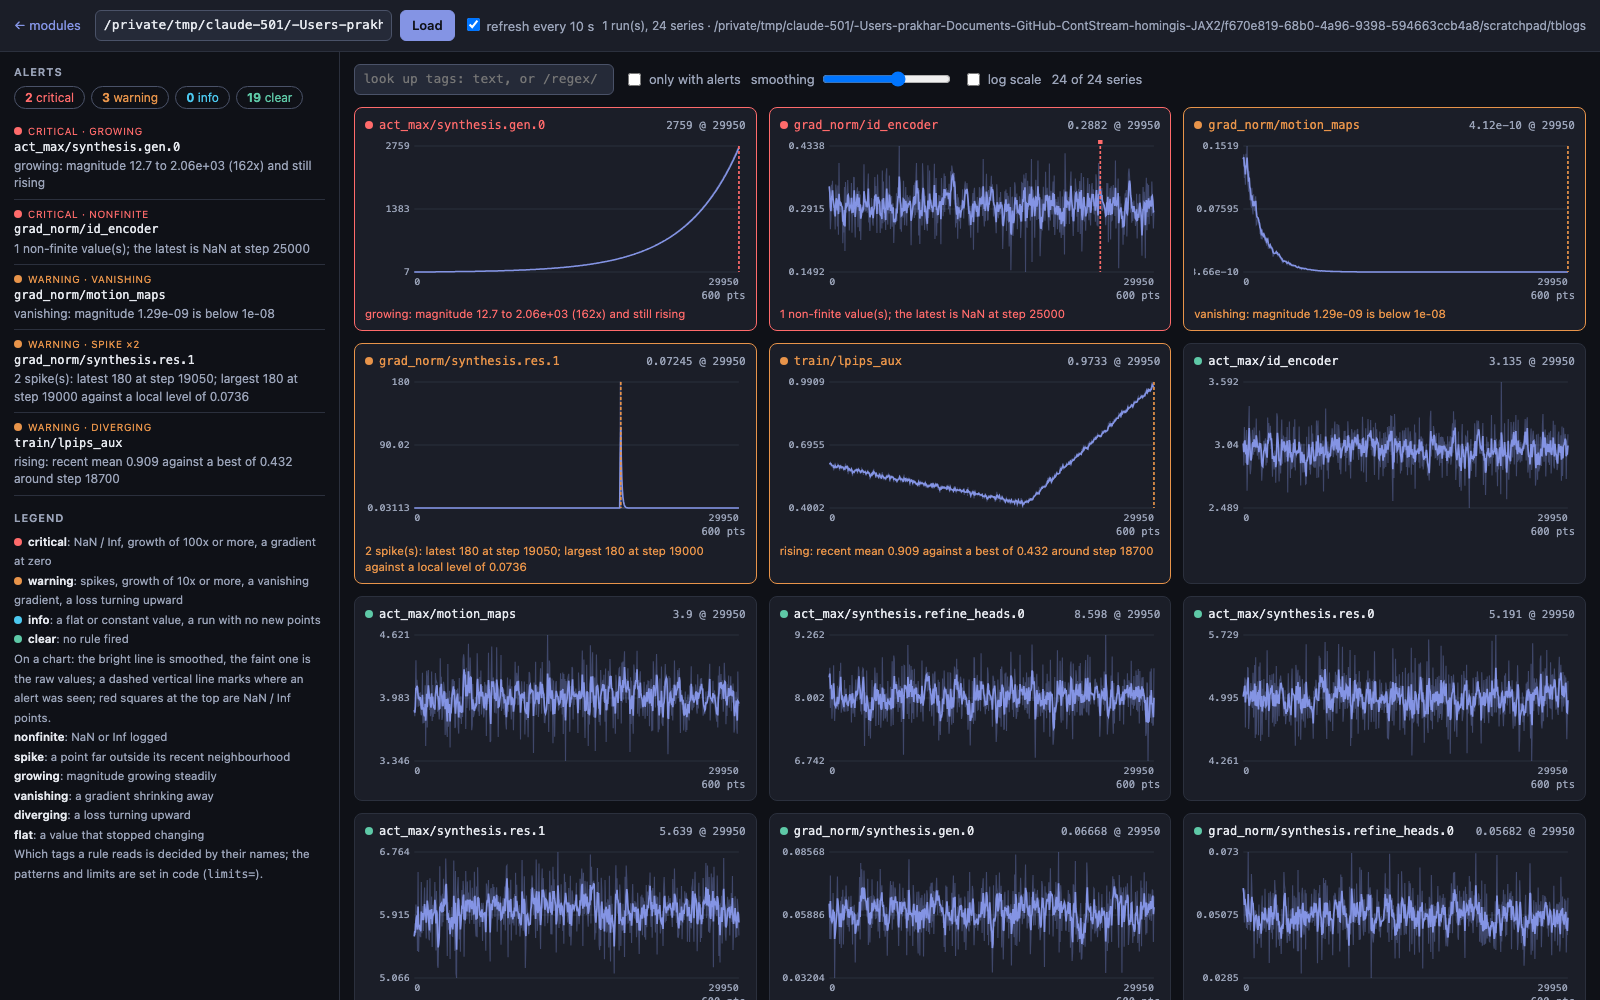 ← modules
/private/tmp/claude-501/-Users-prakhar
Load
refresh every 10 s
1 run(s), 24 series · /private/tmp/claude-501/-Users-prakhar-Documents-GitHub-ContStream-homingis-JAX2/f670e819-68b0-4a96-9398-594663ccb4a8/scratchpad/tblogs
ALERTS
2 critical
3 warning
0 info
19 clear
CRITICAL · GROWING
act_max/synthesis.gen.0
growing: magnitude 12.7 to 2.06e+03 (162x) and still
rising
CRITICAL · NONFINITE
grad_norm/id_encoder
1 non-finite value(s); the latest is NaN at step 25000
WARNING · VANISHING
grad_norm/motion_maps
vanishing: magnitude 1.29e-09 is below 1e-08
WARNING · SPIKE x2
grad_norm/synthesis.res.1
2 spike(s): latest 180 at step 19050; largest 180 at
step 19000 against a local level of 0.0736
WARNING · DIVERGING
train/lpips_aux
rising: recent mean 0.909 against a best of 0.432
around step 18700
LEGEND
critical: NaN / Inf, growth of 100x or more, a gradient
at zero
warning: spikes, growth of 10x or more, a vanishing
gradient, a loss turning upward
info: a flat or constant value, a run with no new points
clear: no rule fired
On a chart: the bright line is smoothed, the faint one is
the raw values; a dashed vertical line marks where an
alert was seen; red squares at the top are NaN / Inf
points.
nonfinite: NaN or Inf logged
spike: a point far outside its recent neighbourhood
growing: magnitude growing steadily
vanishing: a gradient shrinking away
diverging: a loss turning upward
flat: a value that stopped changing
Which tags a rule reads is decided by their names; the
patterns and limits are set in code (limits=).
look up tags: text, or /regex/
only with alerts
smoothing
log scale
24 of 24 series
act_max/synthesis.gen.0
2759 @ 29950
2759
1383
7
0
29950
600 pts
growing: magnitude 12.7 to 2.06e+03 (162x) and still rising
grad_norm/id_encoder
0.2882 @ 29950
0.4338
0.2915
0.1492
0
29950
600 pts
1 non-finite value(s); the latest is NaN at step 25000
grad_norm/motion_maps
4.12e-10 @ 29950
0.1519
0.07595
.66e-10
0
29950
600 pts
vanishing: magnitude 1.29e-09 is below 1e-08
grad_norm/synthesis.res.1
0.07245 @ 29950
180
90.02
0.03113
0
29950
600 pts
2 spike(s): latest 180 at step 19050; largest 180 at step 19000
against a local level of 0.0736
train/lpips_aux
0.9733 @ 29950
0.9909
0.6955
0.4002
0
29950
600 pts
rising: recent mean 0.909 against a best of 0.432 around step 18700
act_max/id_encoder
3.135 @ 29950
3.592
3.04
2.489
0
29950
600 pts
act_max/motion_maps
3.9 @ 29950
4.621
3.983
3.346
0
29950
600 pts
act_max/synthesis.refine_heads.0
8.598 @ 29950
9.262
8.002
6.742
0
29950
600 pts
act_max/synthesis.res.0
5.191 @ 29950
5.729
4.995
4.261
0
29950
600 pts
act_max/synthesis.res.1
5.639 @ 29950
6.764
5.915
5.066
0
29950
600 pts
grad_norm/synthesis.gen.0
0.06668 @ 29950
0.08568
0.05886
0.03204
0
29950
600 pts
grad_norm/synthesis.refine_heads.0
0.05682 @ 29950
0.073
0.05075
0.0285
0
29950
600 pts